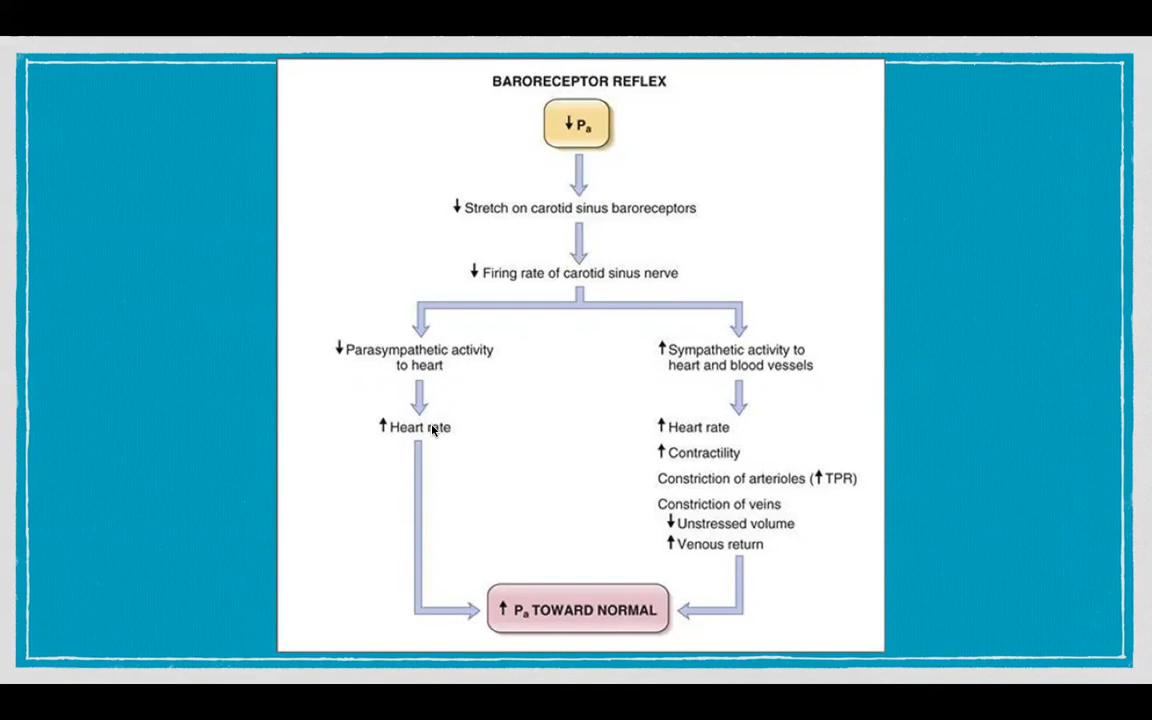 BARORECEPTOR REFLEX
↓ Pa
↓ Stretch on carotid sinus baroreceptors
↓ Firing rate of carotid sinus nerve
↓ Parasympathetic activity
to heart
↑ Heart rate
↑ Sympathetic activity to
heart and blood vessels
↑ Heart rate
↑ Contractility
Constriction of arterioles (↑ TPR)
Constriction of veins
↓ Unstressed volume
↑ Venous return
↑ Pa TOWARD NORMAL